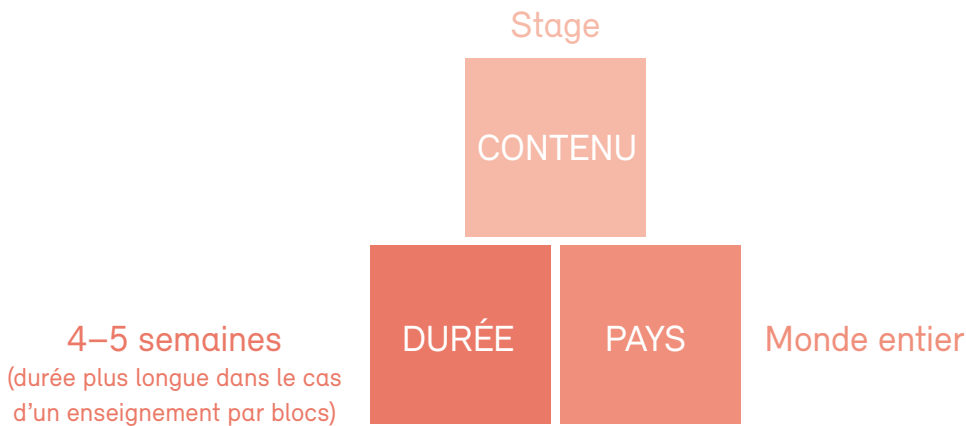 Stage
CONTENU
DURÉE
PAYS
4–5 semaines
(durée plus longue dans le cas
d'un enseignement par blocs)
Monde entier